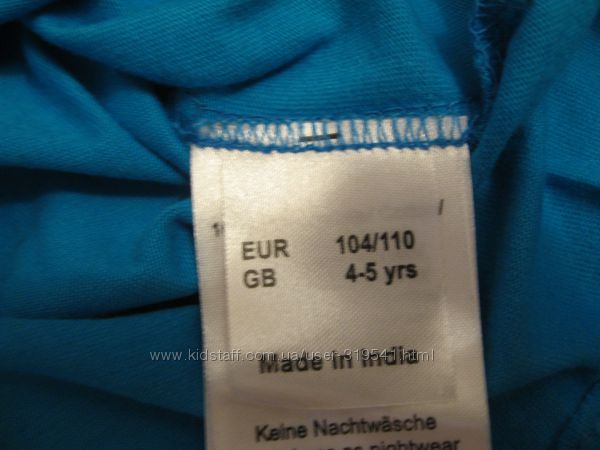 EUR 104/110
GB 4-5 yrs
www.kidstaff.com.ua/user-319541.html
Made in India
Keine Nachtwäsche
nightwear